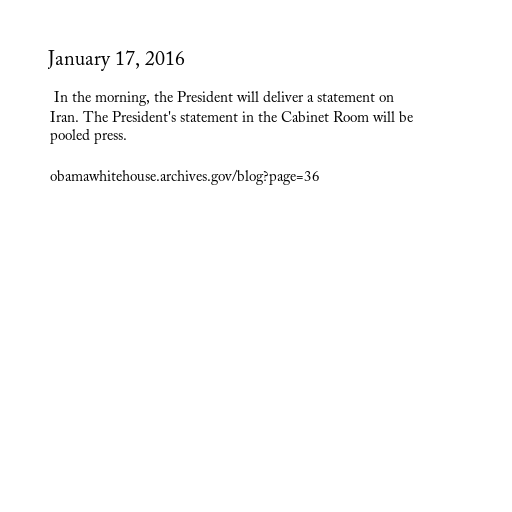 January 17, 2016
In the morning, the President will deliver a statement on
Iran. The President's statement in the Cabinet Room will be
pooled press.
obamawhitehouse.archives.gov/blog?page=36